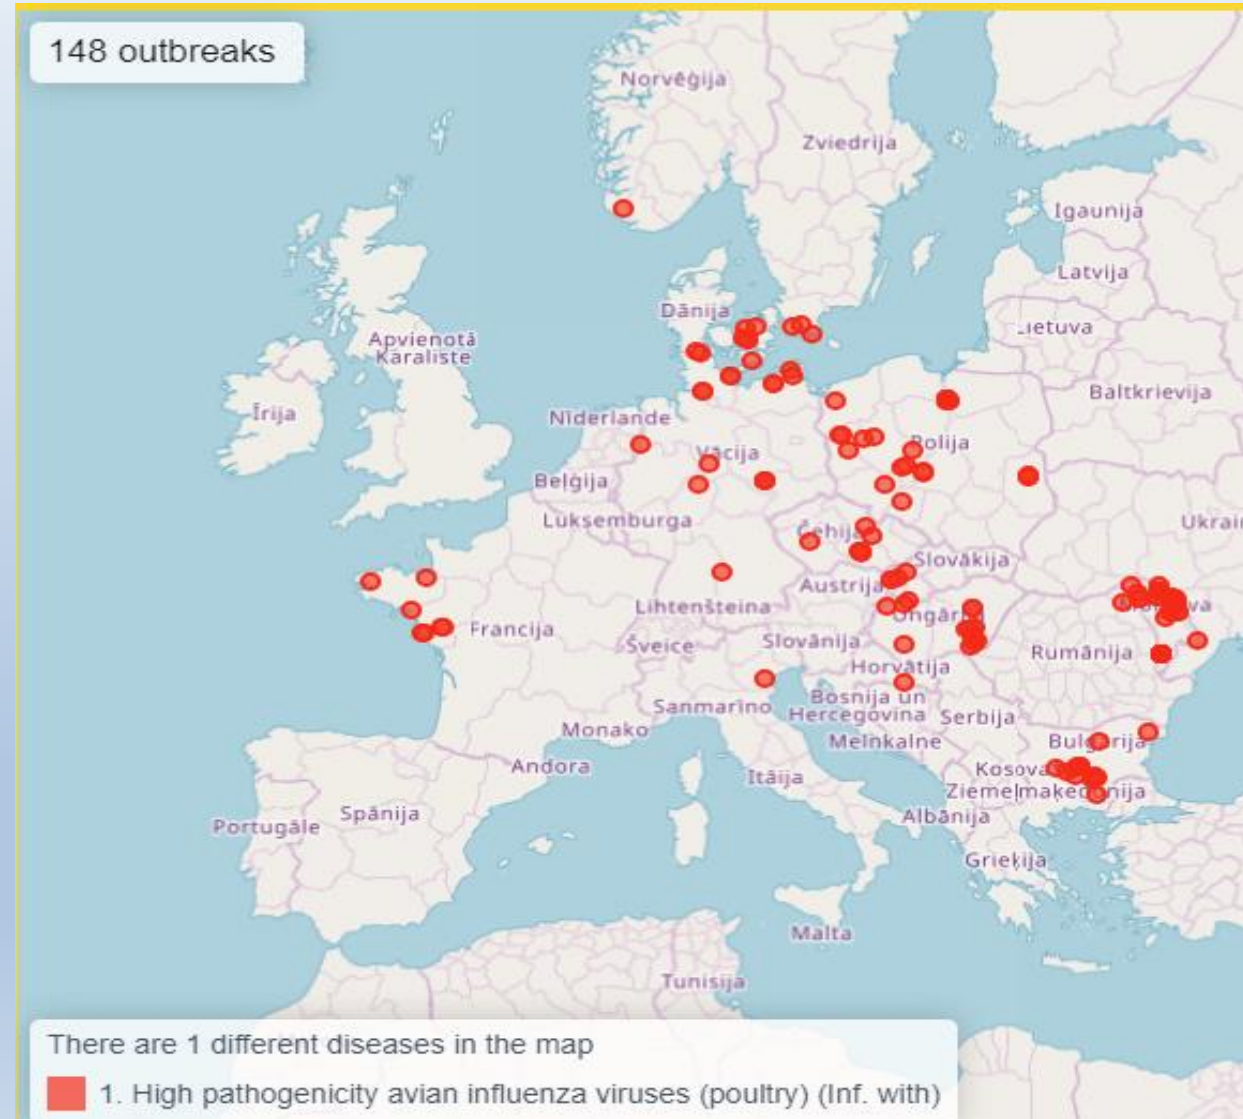 148 outbreaks
Norvēģija
Zviedrija
Igaunija
Latvija
Dānija
Lietuva
Apvienotā
Karaliste
Baltkrievija
Īrija
Nīderlande
Polija
Vācija
Beļģija
Luksemburga
Čehija
Ukrai
Slovākija
Austrija
Lihtenšteina
Ungārija
Francija
Šveice
Slovānija
Rumānija
Horvātija
Sanmarīno
Bosnija un
Hercegovina
Serbija
Monako
Melnkalne
Bulgārija
Andora
Itāija
Kosova
Ziemeļmaķedonija
Spānija
Portugāle
Albānija
Grieķija
Malta
Tunisija
There are 1 different diseases in the map
1. High pathogenicity avian influenza viruses (poultry) (Inf. with)